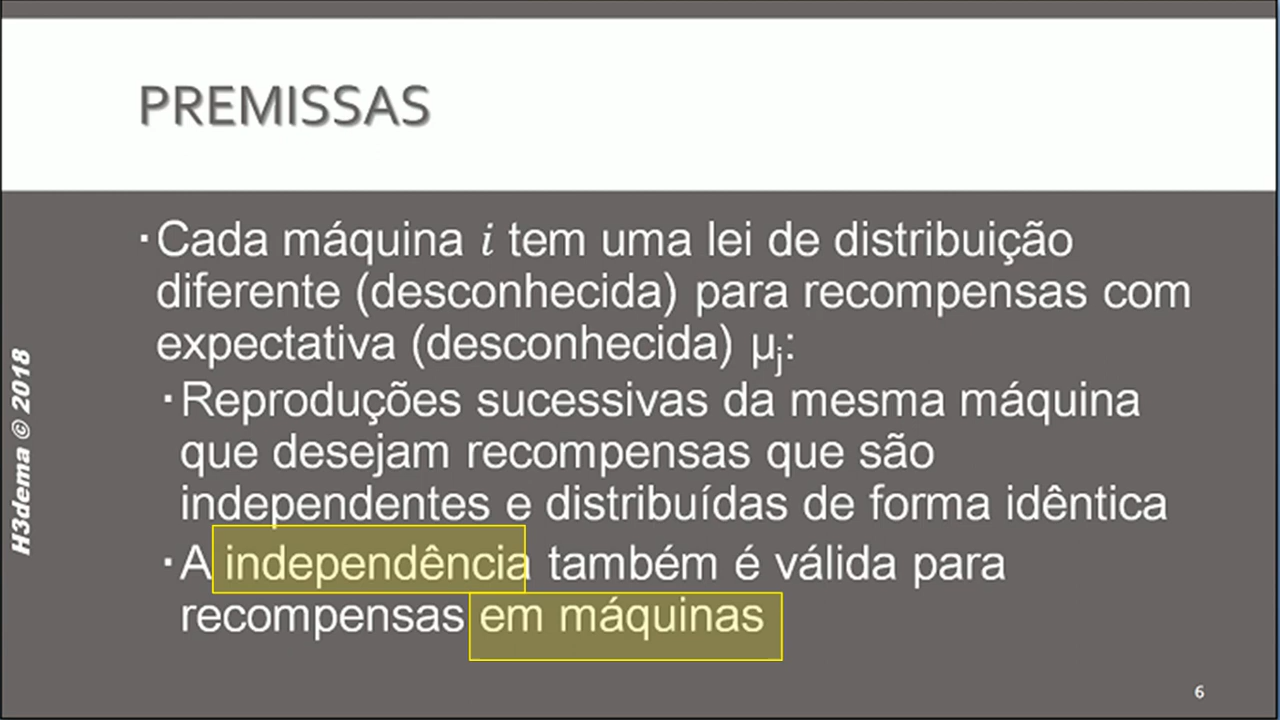 PREMISSAS
▪Cada máquina i tem uma lei de distribuição
diferente (desconhecida) para recompensas com
expectativa (desconhecida) μj:
▪Reproduções sucessivas da mesma máquina
que desejam recompensas que são
independentes e distribuídas de forma idêntica
▪A independência também é válida para
recompensas em máquinas
H3dema © 2018
6